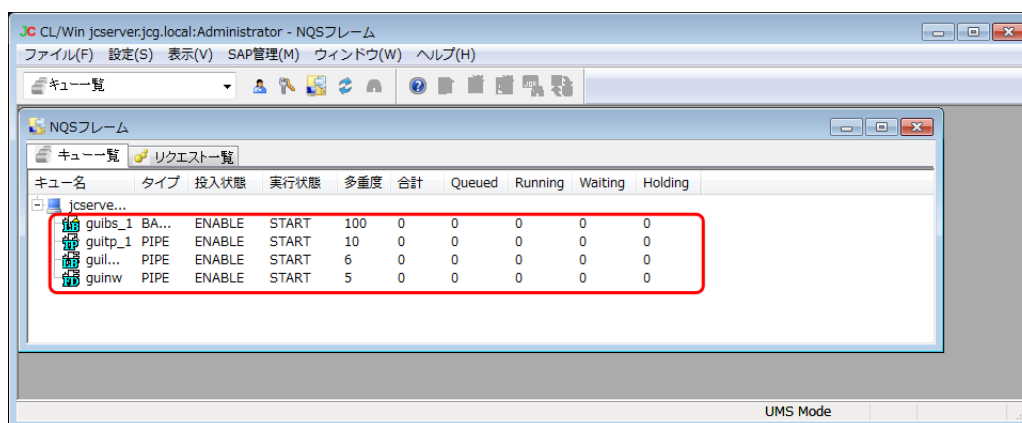 JC CL/Win jcserver.jcg.local:Administrator - NQSフレーム
ファイル(F) 設定(S) 表示(V) SAP管理(M) ウィンドウ(W) ヘルプ(H)
キュー一覧
NQSフレーム
キュー一覧 リクエスト一覧
キュー名 タイプ 投入状態 実行状態 多重度 合計 Queued Running Waiting Holding
jcserve...
guibs_1 BA... ENABLE START 100 0 0 0 0 0
guitp_1 PIPE ENABLE START 10 0 0 0 0 0
guil... PIPE ENABLE START 6 0 0 0 0 0
guinw PIPE ENABLE START 5 0 0 0 0 0
UMS Mode